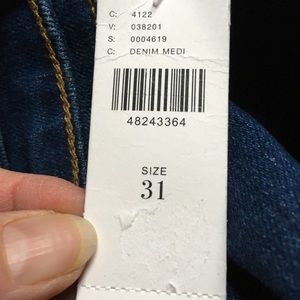 C: 4122
V: 038201
S: 0004619
C: DENIM MEDI
48243364
SIZE
31